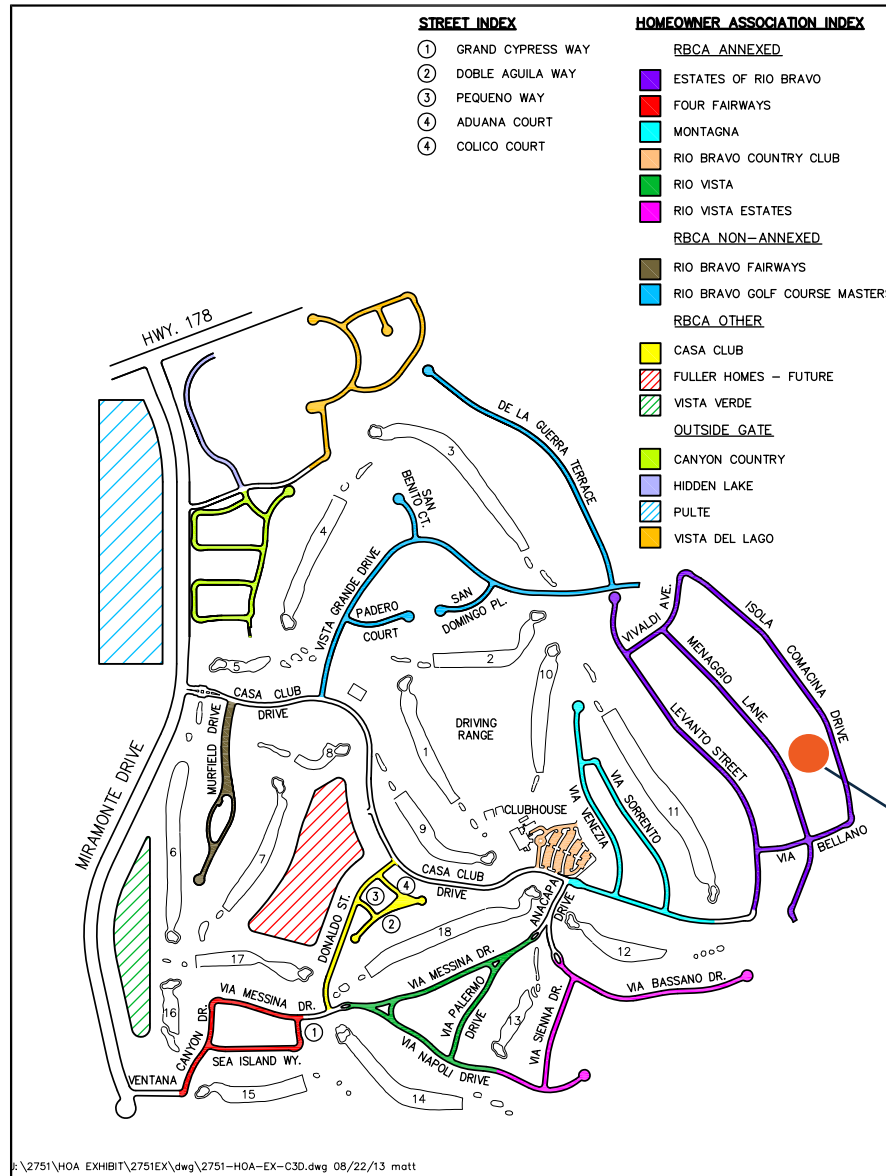 STREET INDEX
1 GRAND CYPRESS WAY
2 DOBLE AGUILA WAY
3 PEQUENO WAY
4 ADUANA COURT
4 COLICO COURT
HOMEOWNER ASSOCIATION INDEX
RBCA ANNEXED
ESTATES OF RIO BRAVO
FOUR FAIRWAYS
MONTAGNA
RIO BRAVO COUNTRY CLUB
RIO VISTA
RIO VISTA ESTATES
RBCA NON-ANNEXED
RIO BRAVO FAIRWAYS
RIO BRAVO GOLF COURSE MASTERS
RBCA OTHER
CASA CLUB
FULLER HOMES - FUTURE
VISTA VERDE
OUTSIDE GATE
CANYON COUNTRY
HIDDEN LAKE
PULTE
VISTA DEL LAGO
HWY. 178
DE LA GUERRA TERRACE
3
SAN
BENITO CT.
4
VISTA GRANDE DRIVE
PADERO
COURT
SAN
DOMINGO PL.
2
10
5
CASA CLUB
DRIVE
VIVALDI AVE.
ISOLA
COMACINA
DRIVE
MENAGGIO
LANE
LEVANTO STREET
VIA
BELLANO
DRIVING
RANGE
1
8
MURFIELD DRIVE
MIRAMONTE DRIVE
6
7
9
CLUBHOUSE
VIA VENEZIA
VIA SORRENTO
11
CASA CLUB
DRIVE
ANACAPA
DRIVE
DONALDO ST.
3
4
2
18
12
17
VIA MESSINA DR.
VIA MESSINA DR.
VIA PALERMO
DRIVE
VIA BASSANO DR.
VIA SIENNA DR.
13
16
CANYON DR.
VENTANA
SEA ISLAND WY.
1
VIA NAPOLI DRIVE
15
14
J:\2751\HOA EXHIBIT\2751EX\dwg\2751-HOA-EX-C3D.dwg 08/22/13 matt